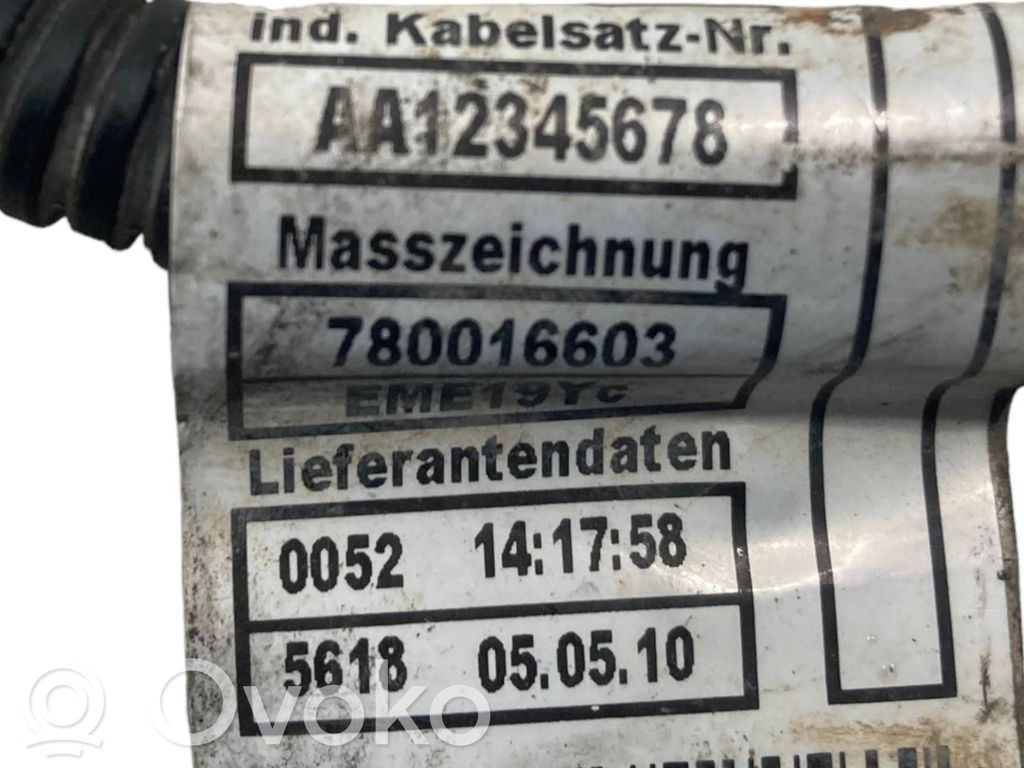 ind. Kabelsatz-Nr.
AA12345678
Masszeichnung
780016603
EME19Yc
Lieferantendaten
0052 14:17:58
5618 05.05.10
Ovoko